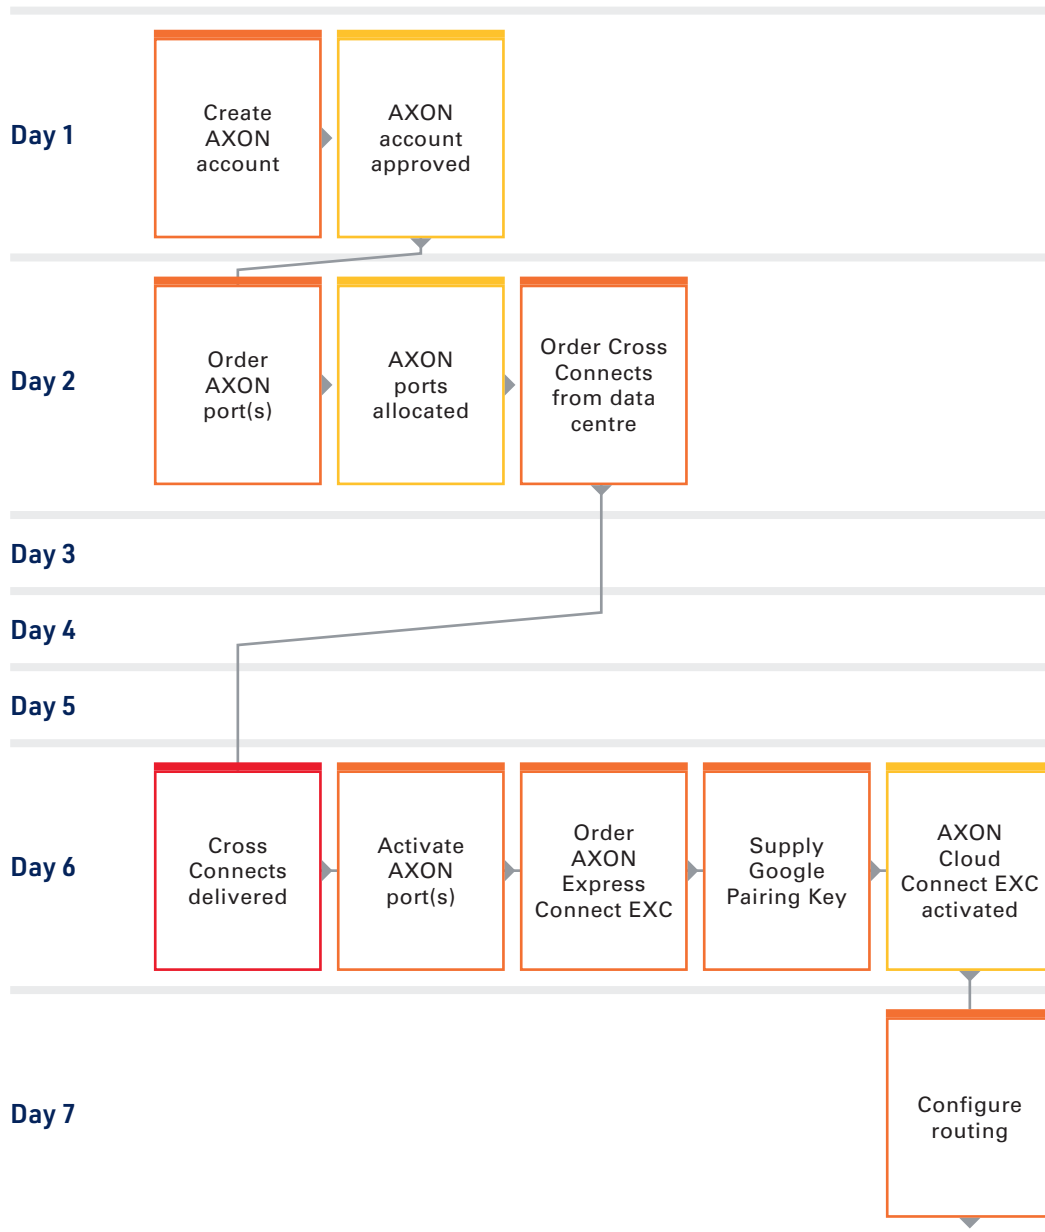 Day 1
Create
AXON
account
AXON
account
approved
Day 2
Order
AXON
port(s)
AXON
ports
allocated
Order Cross
Connects
from data
centre
Day 3
Day 4
Day 5
Day 6
Cross
Connects
delivered
Activate
AXON
port(s)
Order
AXON
Express
Connect EXC
Supply
Google
Pairing Key
AXON
Cloud
Connect EXC
activated
Day 7
Configure
routing